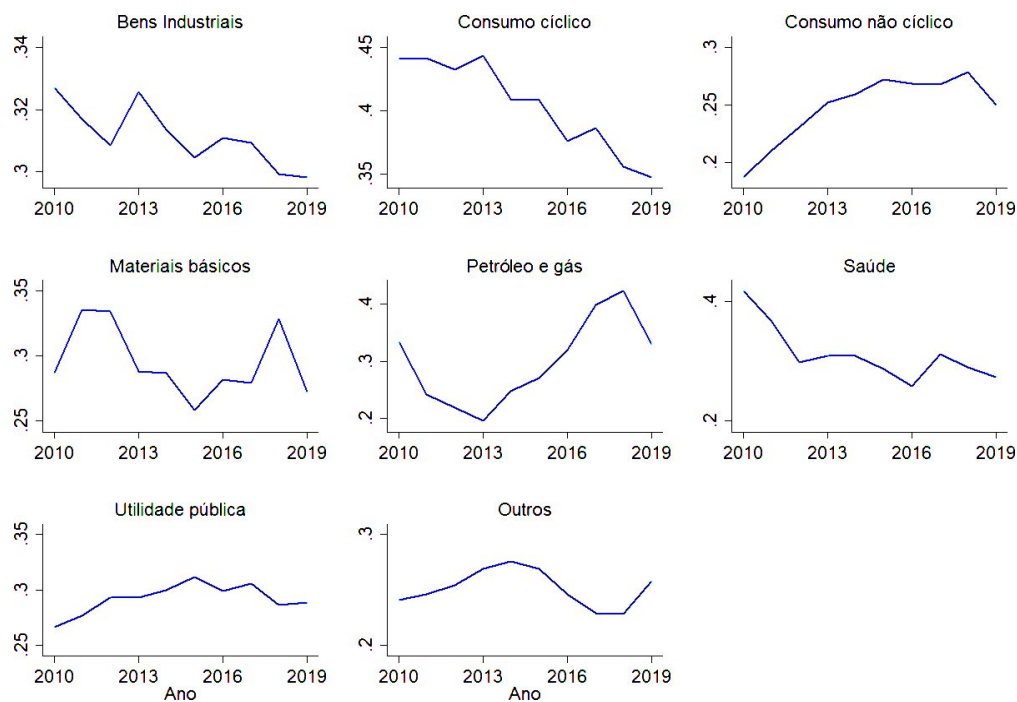 Bens Industriais
.34
.32
.3
2010 2013 2016 2019
Consumo cíclico
.45
.4
.35
2010 2013 2016 2019
Consumo não cíclico
.3
.25
.2
2010 2013 2016 2019
Materiais básicos
.35
.3
.25
2010 2013 2016 2019
Petróleo e gás
.4
.3
.2
2010 2013 2016 2019
Saúde
.4
.2
2010 2013 2016 2019
Utilidade pública
.35
.3
.25
2010 2013 2016 2019
Ano
Outros
.3
.2
2010 2013 2016 2019
Ano